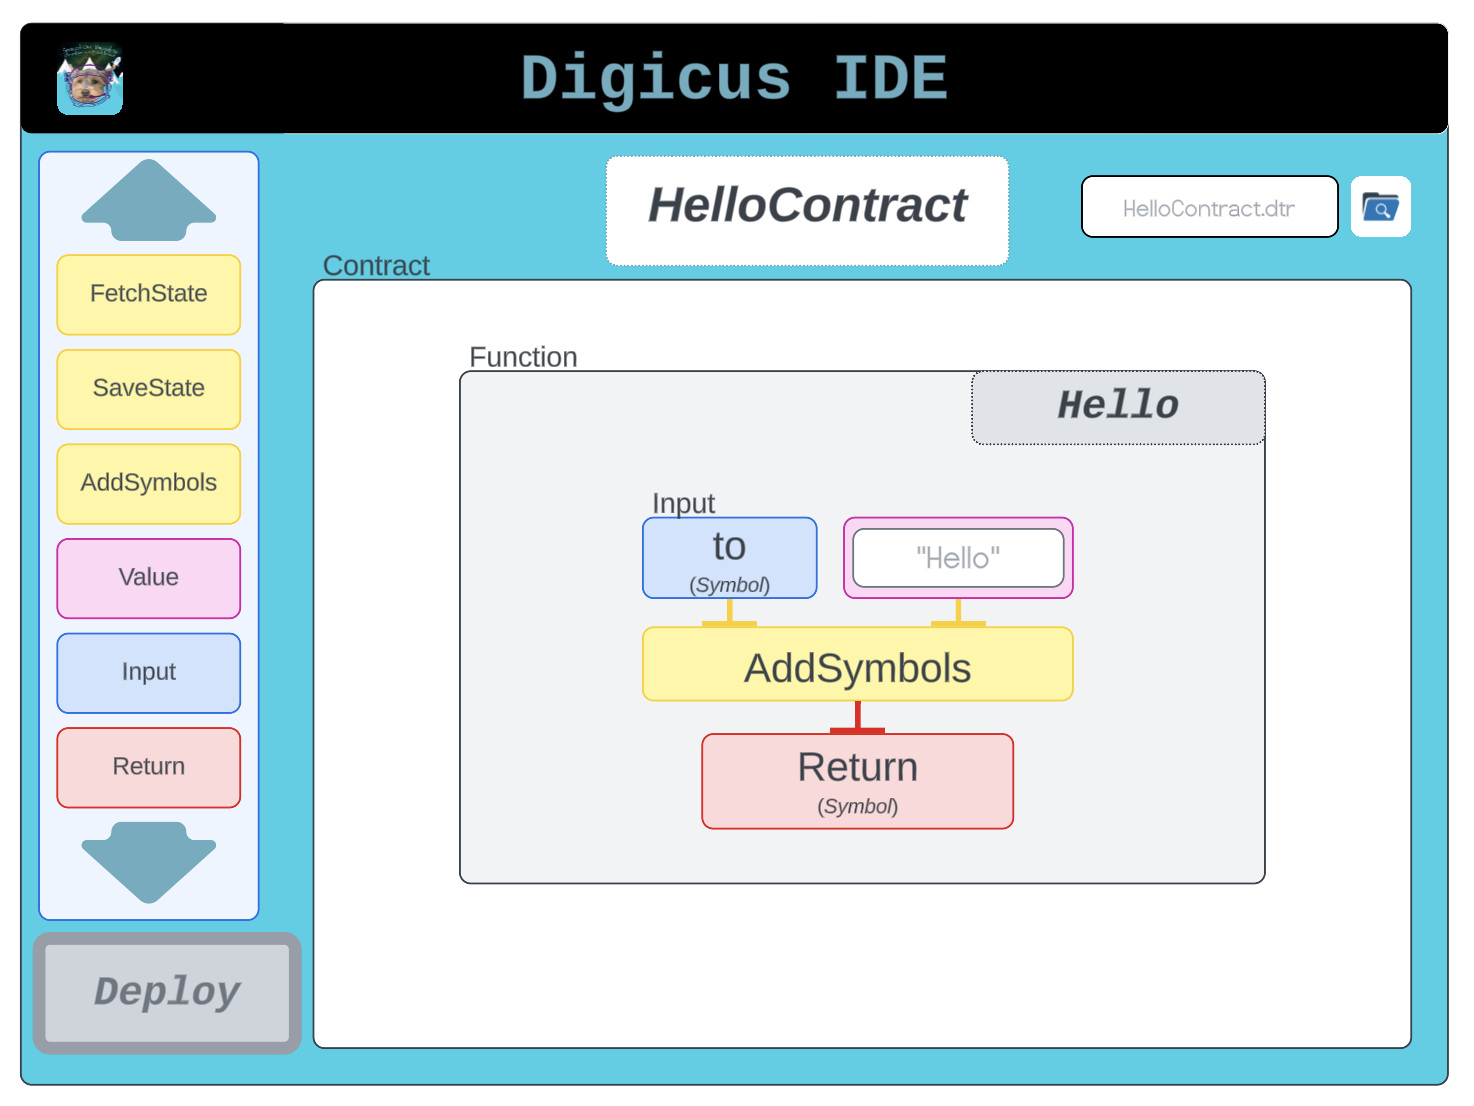 Digicus IDE
HelloContract
HelloContract.dtr
Contract
FetchState
SaveState
AddSymbols
Value
Input
Return
Deploy
Function
Hello
Input
to
(Symbol)
"Hello"
AddSymbols
Return
(Symbol)